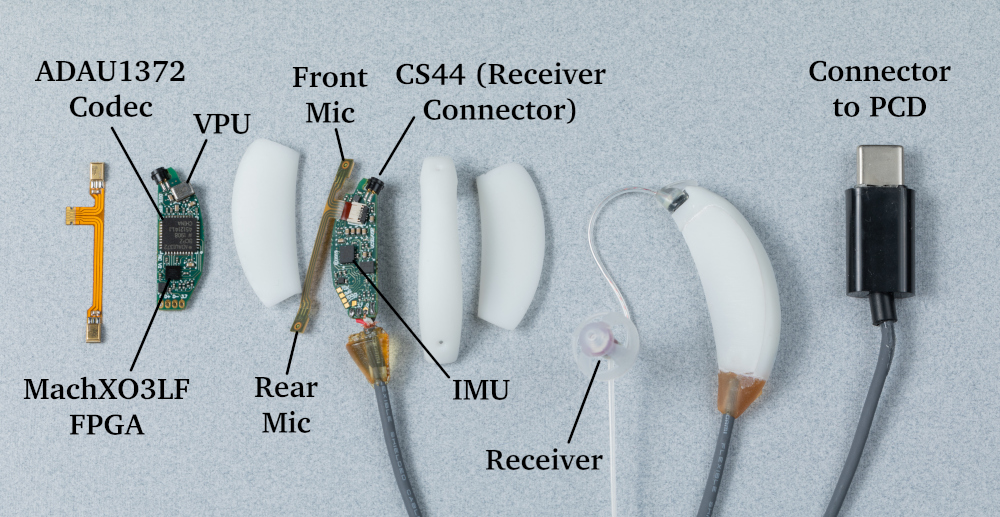 ADAU1372
Codec
VPU
Front
Mic
CS44 (Receiver
Connector)
Connector
to PCD
MachXO3LF
FPGA
Rear
Mic
IMU
Receiver